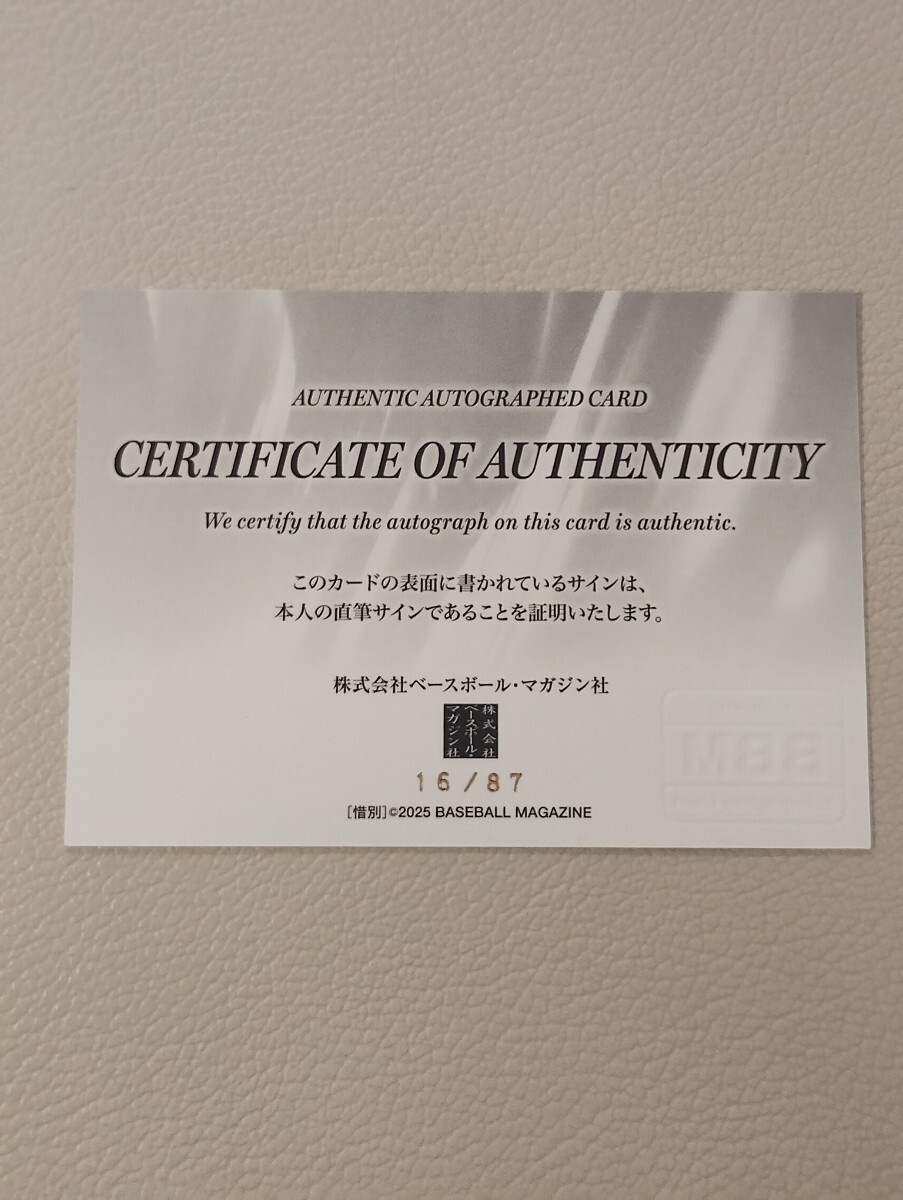 AUTHENTIC AUTOGRAPHED CARD
CERTIFICATE OF AUTHENTICITY
We certify that the autograph on this card is authentic.
このカードの表面に書かれているサインは、
本人の直筆サインであることを証明いたします。
株式会社ベースボール・マガジン社
株式会社
ベースボール・
マガジン社
16/87
[惜別]©2025 BASEBALL MAGAZINE